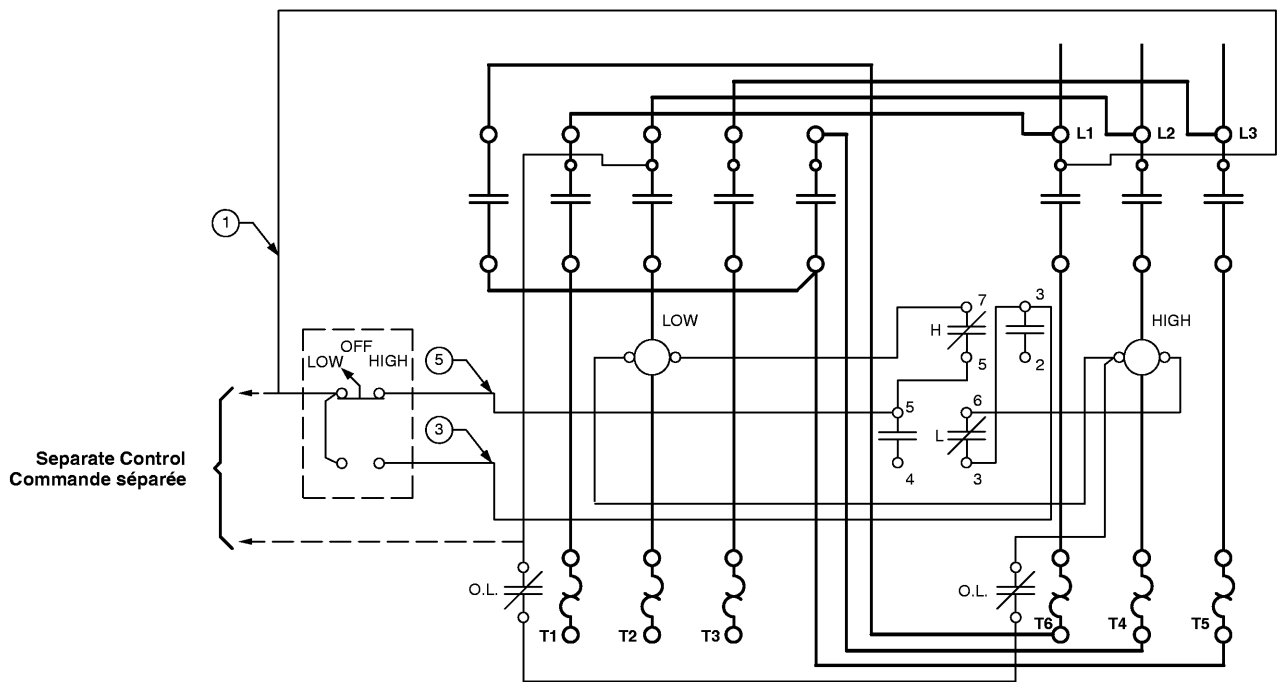 L1 L2 L3
1
LOW
7
3
H
HIGH
OFF
LOW HIGH
5
5
2
5
6
3
L
Separate Control
Commande séparée
4
3
O.L.
O.L.
T1 T2 T3 T6 T4 T5